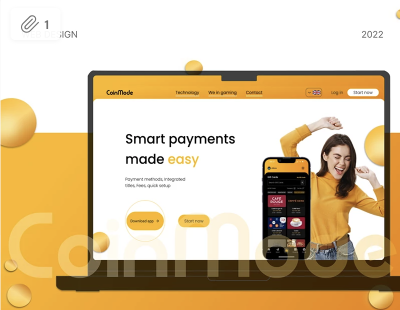 1
SIGN
2022
CoinMode
Technology
We in gaming
Contact
Log in
Start now
Smart payments
made easy
Payment methods, integrated
titles, Fees, quick setup
Download app
Start now
CoinMode